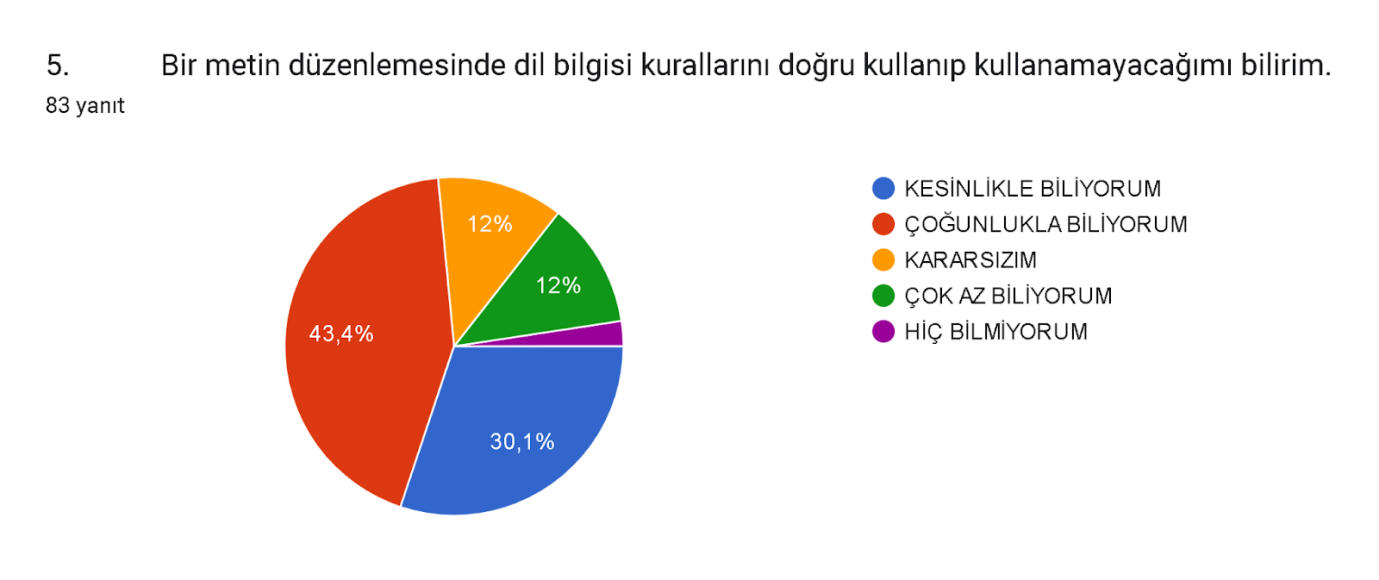 5. Bir metin düzenlemesinde dil bilgisi kurallarını doğru kullanıp kullanamayacağımı bilirim.
83 yanıt
KESİNLİKLE BİLİYORUM
ÇOĞUNLUKLA BİLİYORUM
KARARSIZIM
ÇOK AZ BİLİYORUM
HİÇ BİLMİYORUM
12%
12%
43,4%
30,1%